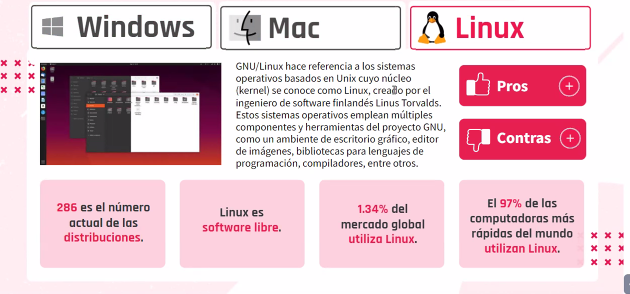 Windows
Mac
Linux
GNU/Linux hace referencia a los sistemas
operativos basados en Unix cuyo núcleo
(kernel) se conoce como Linux, creado por el
ingeniero de software finlandés Linus Torvalds.
Estos sistemas operativos emplean múltiples
componentes y herramientas del proyecto GNU,
como un ambiente de escritorio gráfico, editor
de imágenes, bibliotecas para lenguajes de
programación, compiladores, entre otros.
Pros
Contras
286 es el número
actual de las
distribuciones.
Linux es
software libre.
1.34% del
mercado global
utiliza Linux.
El 97% de las
computadoras más
rápidas del mundo
utilizan Linux.